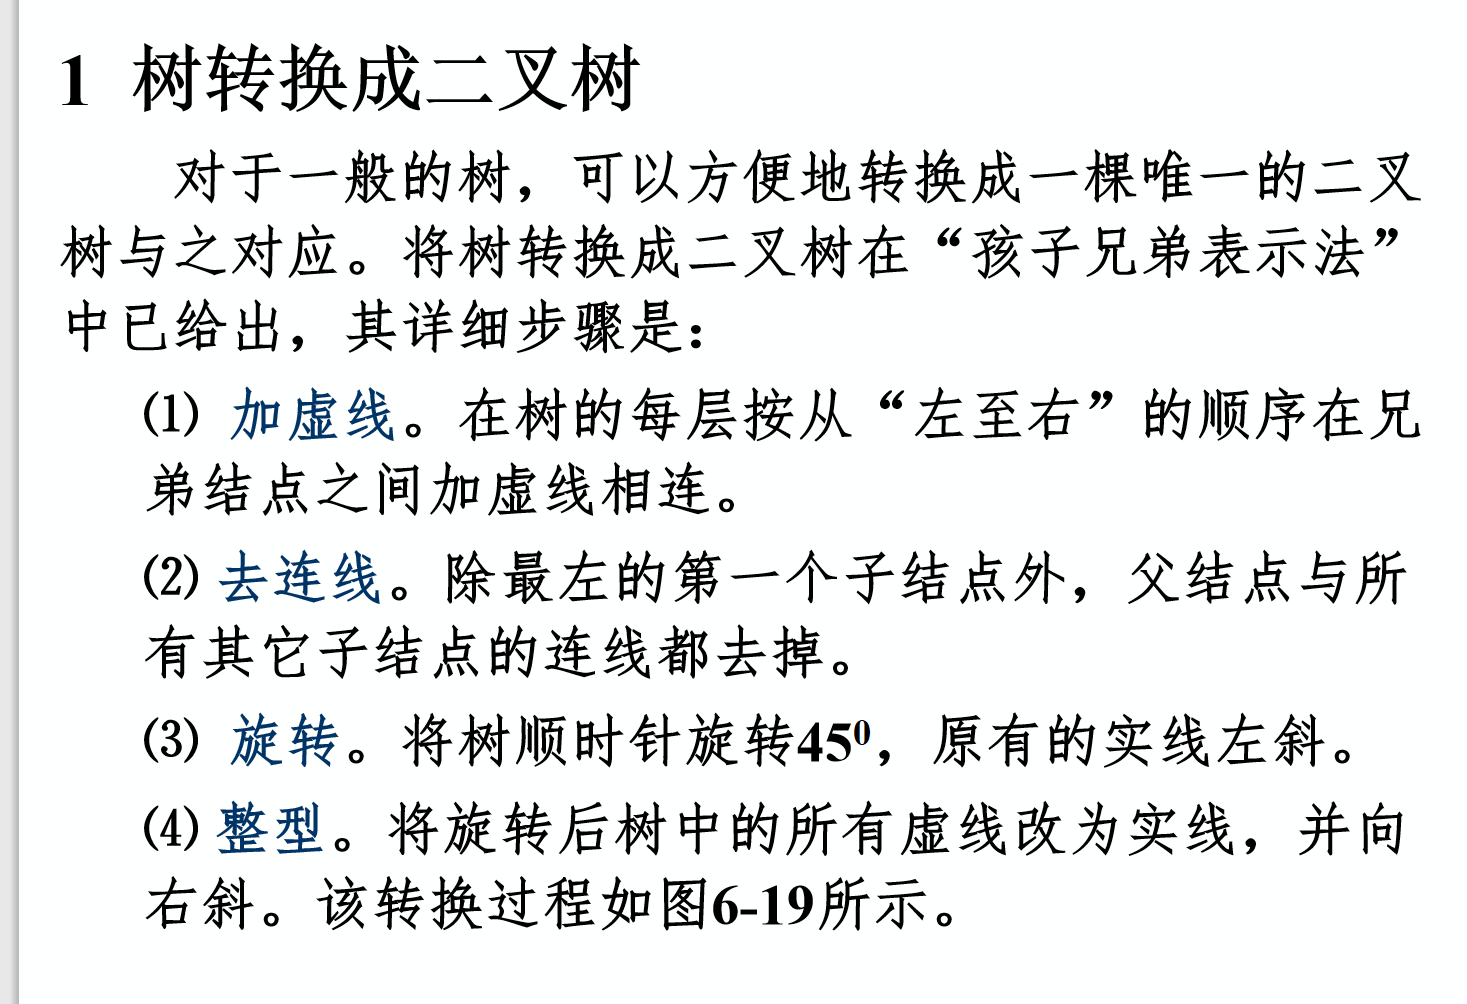 1 树转换成二叉树
对于一般的树，可以方便地转换成一棵唯一的二叉
树与之对应。将树转换成二叉树在“孩子兄弟表示法”
中已给出，其详细步骤是：
⑴ 加虚线。在树的每层按从“左至右”的顺序在兄
弟结点之间加虚线相连。
⑵ 去连线。除最左的第一个子结点外，父结点与所
有其它子结点的连线都去掉。
⑶ 旋转。将树顺时针旋转45⁰，原有的实线左斜。
⑷ 整型。将旋转后树中的所有虚线改为实线，并向
右斜。该转换过程如图6-19所示。